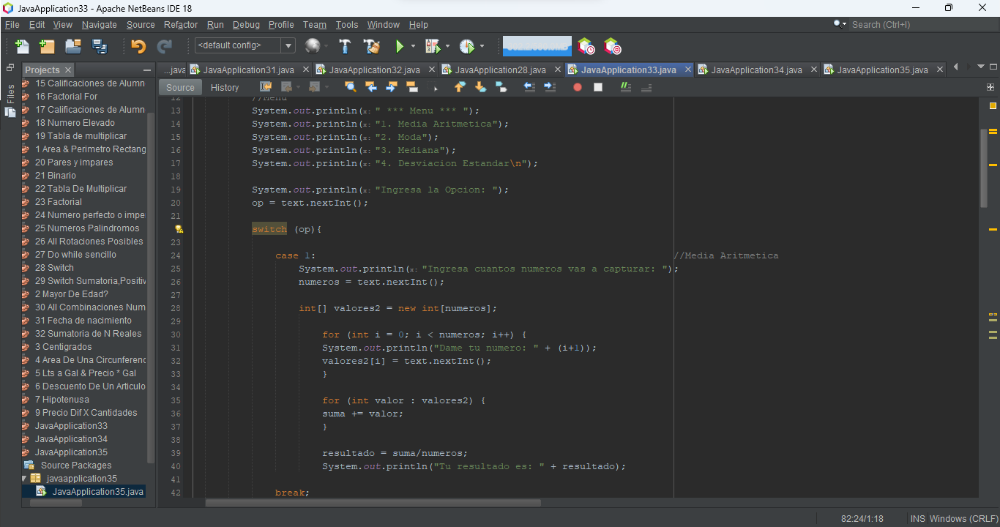 JavaApplication33 - Apache NetBeans IDE 18
File Edit View Navigate Source Refactor Run Debug Profile Team Tools Window Help
Search (Ctrl+I)
<default config>
Files
Projects
...java JavaApplication31.java JavaApplication32.java JavaApplication28.java JavaApplication33.java JavaApplication34.java JavaApplication35.java
Source History
15 Calificaciones de Alumn
16 Factorial For
17 Calificaciones de Alumn
18 Numero Elevado
19 Tabla de multiplicar
1 Area & Perimetro Rectang
20 Pares y impares
21 Binario
22 Tabla De Multiplicar
23 Factorial
24 Numero perfecto o impe
25 Numeros Palindromos
26 All Rotaciones Posibles
27 Do while sencillo
28 Switch
29 Switch Sumatoria,Positiv
2 Mayor De Edad?
30 All Combinaciones Num
31 Fecha de nacimiento
32 Sumatoria de N Reales
3 Centigrados
4 Area De Una Circunferenc
5 Lts a Gal & Precio * Gal
6 Descuento De Un Articulo
7 Hipotenusa
9 Precio Dif X Cantidades
JavaApplication33
JavaApplication34
JavaApplication35
Source Packages
javaapplication35
JavaApplication35.java
12 //Menu
13 System.out.println(x: " *** Menu *** ");
14 System.out.println(x: "1. Media Aritmetica");
15 System.out.println(x: "2. Moda");
16 System.out.println(x: "3. Mediana");
17 System.out.println(x: "4. Desviacion Estandar\n");
18
19 System.out.println(x: "Ingresa la Opcion: ");
20 op = text.nextInt();
21
switch (op){
23
24 case 1: //Media Aritmetica
25 System.out.println(x: "Ingresa cuantos numeros vas a capturar: ");
26 numeros = text.nextInt();
27
28 int[] valores2 = new int[numeros];
29
30 for (int i = 0; i < numeros; i++) {
31 System.out.println("Dame tu numero: " + (i+1));
32 valores2[i] = text.nextInt();
33 }
34
35 for (int valor : valores2) {
36 suma += valor;
37 }
38
39 resultado = suma/numeros;
40 System.out.println("Tu resultado es: " + resultado);
41
42 break;
82:24/1:18 INS Windows (CRLF)